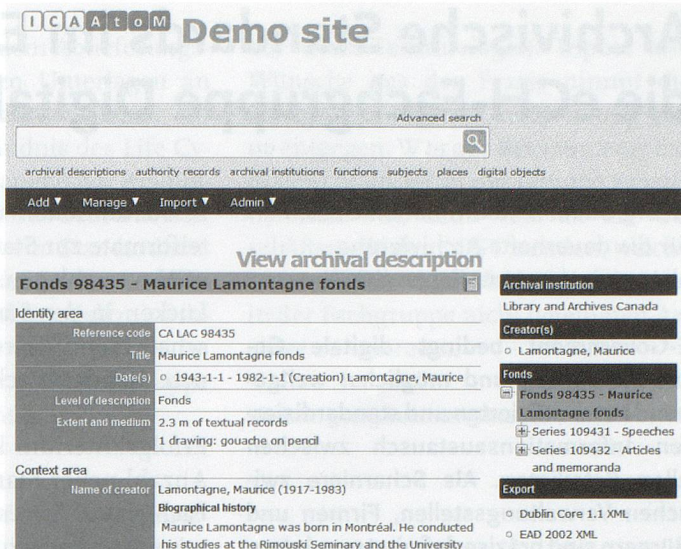 ICA AtoM Demo site
Advanced search
archival descriptions authority records archival institutions functions subjects places digital objects
Add ▼ Manage ▼ Import ▼ Admin ▼
View archival description
Fonds 98435 - Maurice Lamontagne fonds
Identity area
Reference code CA LAC 98435
Title Maurice Lamontagne fonds
Date(s) 1943-1-1 - 1982-1-1 (Creation) Lamontagne, Maurice
Level of description Fonds
Extent and medium 2.3 m of textual records
1 drawing: gouache on pencil
Context area
Name of creator Lamontagne, Maurice (1917-1983)
Biographical history
Maurice Lamontagne was born in Montréal. He conducted
his studies at the Rimouski Seminary and the University
Archival institution
Library and Archives Canada
Creator(s)
Lamontagne, Maurice
Fonds
Fonds 98435 - Maurice
Lamontagne fonds
Series 109431 - Speeches
Series 109432 - Articles
and memoranda
Export
Dublin Core 1.1 XML
EAD 2002 XML